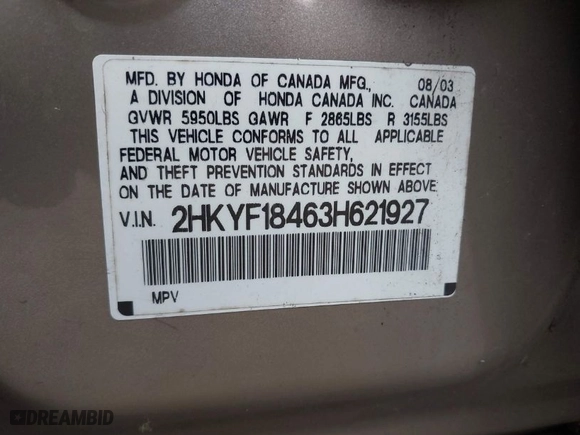 MFD. BY HONDA OF CANADA MFG., 08/03
A DIVISION OF HONDA CANADA INC. CANADA
GVWR 5950LBS GAWR F 2865LBS R 3155LBS
THIS VEHICLE CONFORMS TO ALL APPLICABLE
FEDERAL MOTOR VEHICLE SAFETY,
AND THEFT PREVENTION STANDARDS IN EFFECT
ON THE DATE OF MANUFACTURE SHOWN ABOVE.
V.I.N. 2HKYF18463H621927
MPV
DREAMBID